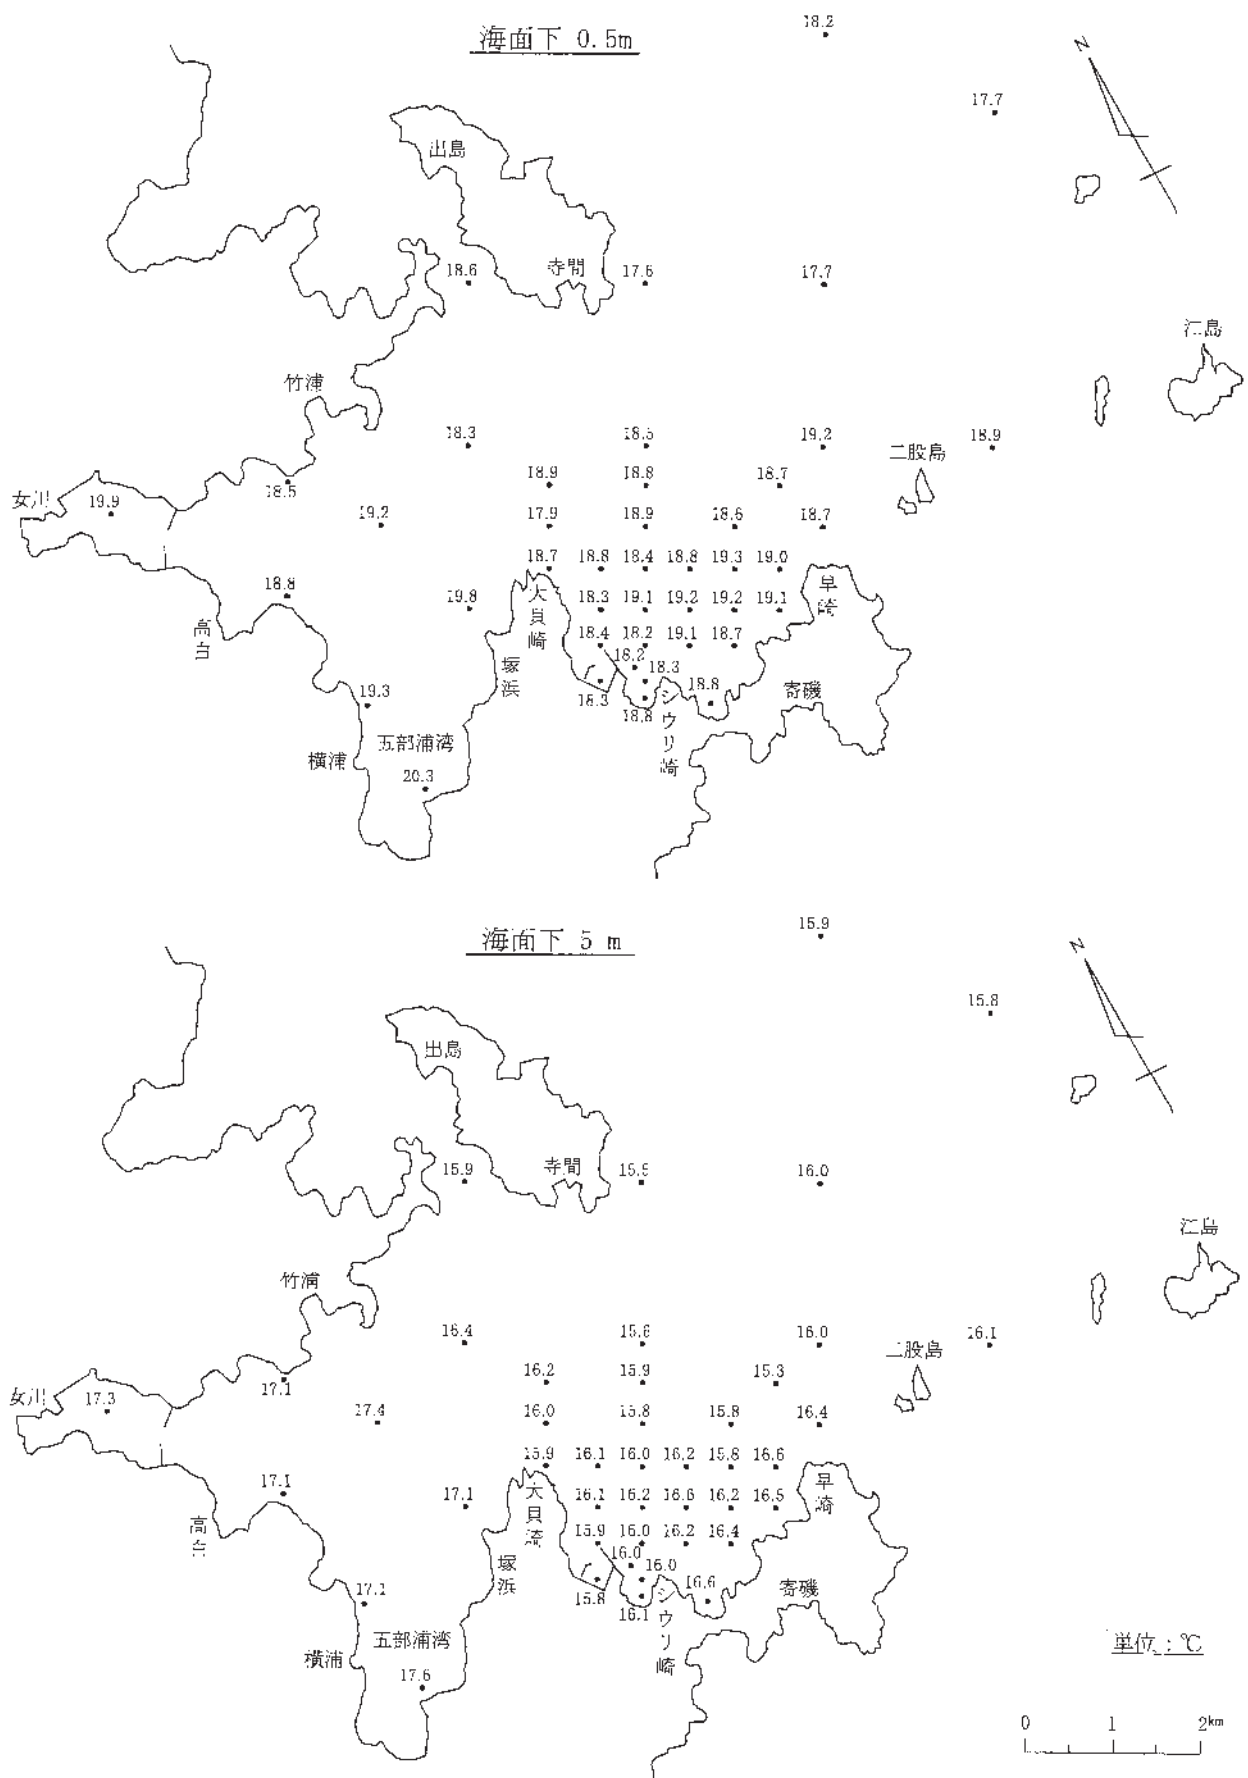 海面下 0.5m
18.2
17.7
N
出島
18.6
寺間
17.6
17.7
江島
竹浦
18.3
18.5
19.2
18.9
二股島
18.9
18.8
18.7
女川
19.9
18.5
19.2
17.9
18.9
18.6
18.7
18.7
18.8
18.4
18.8
19.3
19.0
18.8
19.8
大貝崎
18.3
19.1
19.2
19.2
19.1
早崎
高白
塚浜
18.4
18.2
19.1
18.7
18.2
18.3
18.3
18.8
18.8
シウリ崎
寄磯
19.3
五部浦湾
横浦
20.3
海面下 5 m
15.9
15.8
N
出島
15.9
寺間
15.5
16.0
江島
竹浦
16.4
15.6
16.0
16.1
二股島
16.2
15.9
15.3
女川
17.3
17.1
17.4
16.0
15.8
15.8
16.4
15.9
16.1
16.0
16.2
15.8
16.6
17.1
17.1
大貝崎
16.1
16.2
16.6
16.2
16.5
早崎
高白
塚浜
15.9
16.0
16.2
16.4
16.0
16.0
15.8
16.1
16.6
シウリ崎
寄磯
17.1
五部浦湾
横浦
17.6
単位:℃
0 1 2km